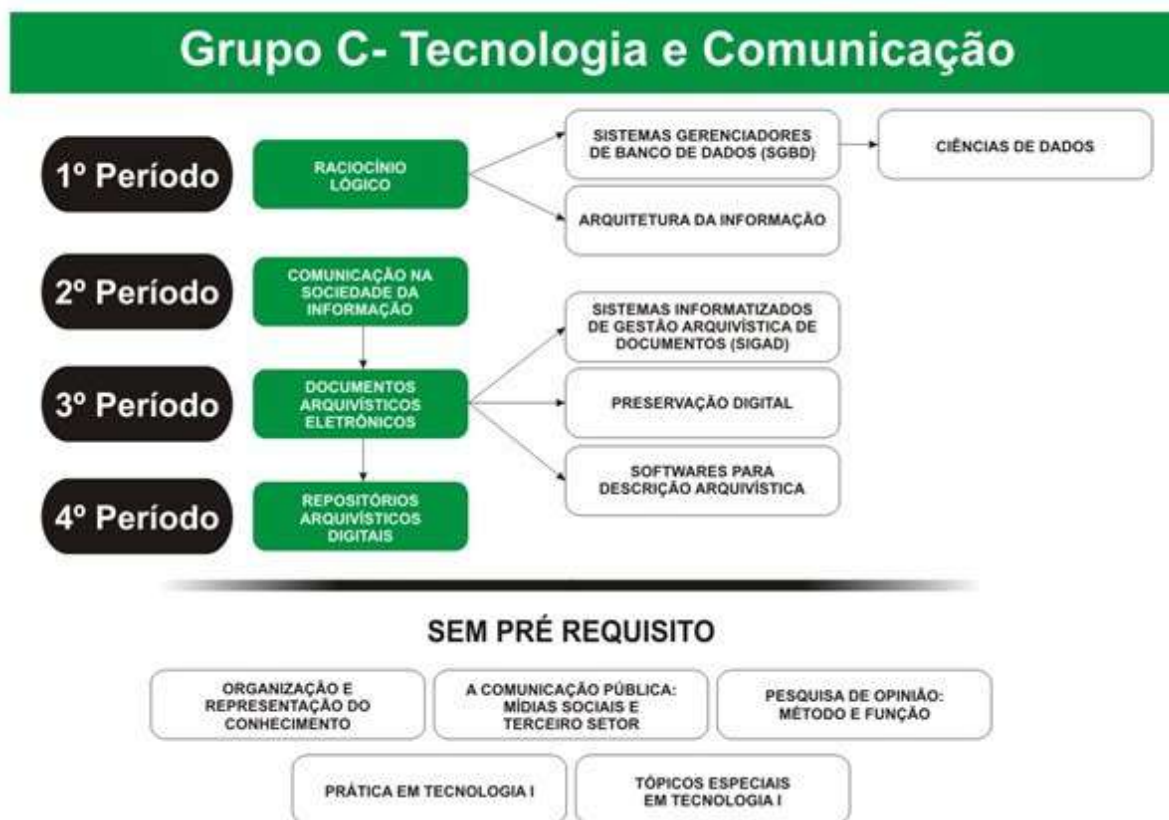 Grupo C- Tecnologia e Comunicação
1º Período
RACIOCÍNIO
LÓGICO
SISTEMAS GERENCIADORES
DE BANCO DE DADOS (SGBD)
CIÊNCIAS DE DADOS
ARQUITETURA DA INFORMAÇÃO
2º Período
COMUNICAÇÃO NA
SOCIEDADE DA
INFORMAÇÃO
SISTEMAS INFORMATIZADOS
DE GESTÃO ARQUIVÍSTICA DE
DOCUMENTOS (SIGAD)
3º Período
DOCUMENTOS
ARQUIVÍSTICOS
ELETRÔNICOS
PRESERVAÇÃO DIGITAL
SOFTWARES PARA
DESCRIÇÃO ARQUIVÍSTICA
4º Período
REPOSITÓRIOS
ARQUIVÍSTICOS
DIGITAIS
SEM PRÉ REQUISITO
ORGANIZAÇÃO E
REPRESENTAÇÃO DO
CONHECIMENTO
A COMUNICAÇÃO PÚBLICA:
MÍDIAS SOCIAIS E
TERCEIRO SETOR
PESQUISA DE OPINIÃO:
MÉTODO E FUNÇÃO
PRÁTICA EM TECNOLOGIA I
TÓPICOS ESPECIAIS
EM TECNOLOGIA I